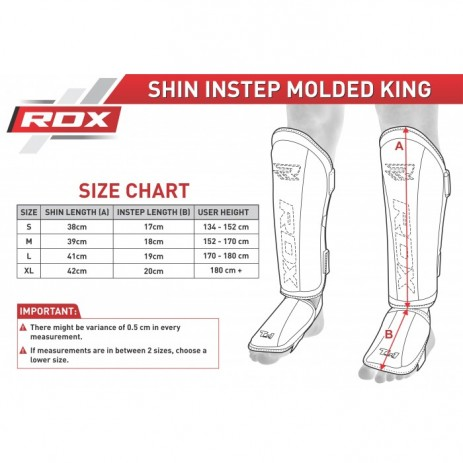 RDX
SHIN INSTEP MOLDED KING
SIZE CHART
SIZE SHIN LENGTH (A) INSTEP LENGTH (B) USER HEIGHT
S 38cm 17cm 134 - 152 cm
M 39cm 18cm 152 - 170 cm
L 41cm 19cm 170 - 180 cm
XL 42cm 20cm 180 cm +
IMPORTANT:
There might be variance of 0.5 cm in every
measurement.
If measurements are in between 2 sizes, choose a
lower size.
RDX
RDX
A
B